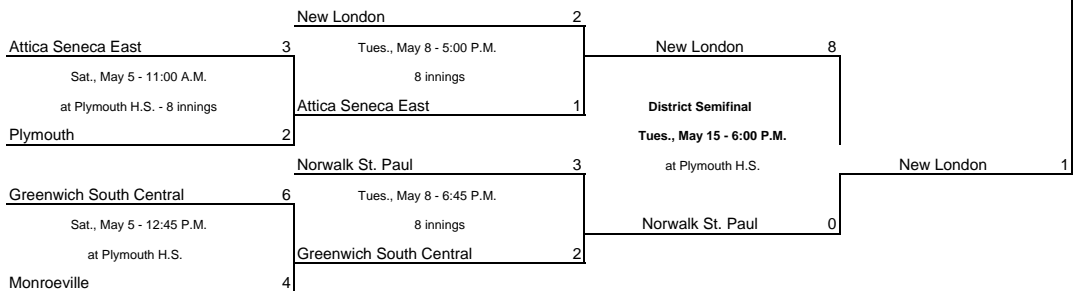 New London 2
Attica Seneca East 3
Tues., May 8 - 5:00 P.M.
New London 8
Sat., May 5 - 11:00 A.M.
8 innings
at Plymouth H.S. - 8 innings
Attica Seneca East 1
District Semifinal
Plymouth 2
Tues., May 15 - 6:00 P.M.
Norwalk St. Paul 3
at Plymouth H.S.
New London 1
Greenwich South Central 6
Tues., May 8 - 6:45 P.M.
Sat., May 5 - 12:45 P.M.
8 innings
Norwalk St. Paul 0
at Plymouth H.S.
Greenwich South Central 2
Monroeville 4